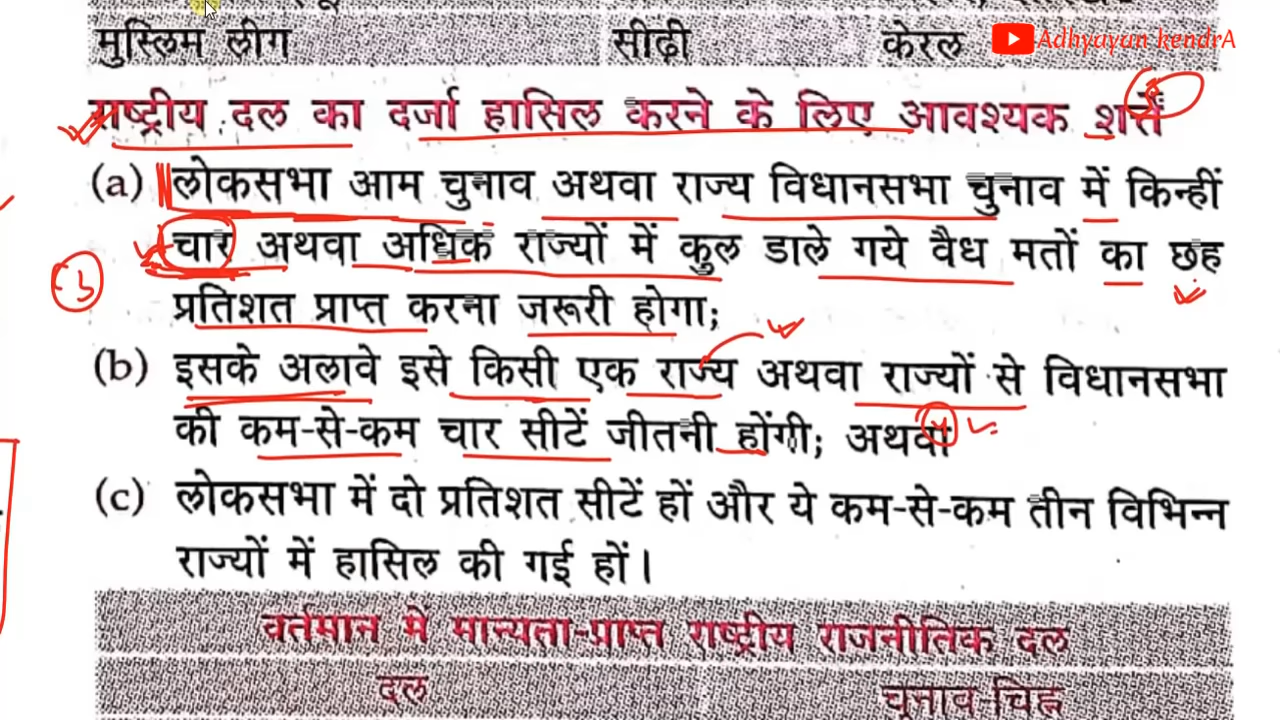 मुस्लिम लीग सीढ़ी केरल Adhyayan kendrA
राष्ट्रीय दल का दर्जा हासिल करने के लिए आवश्यक शर्तें
(a) लोकसभा आम चुनाव अथवा राज्य विधानसभा चुनाव में किन्हीं
चार अथवा अधिक राज्यों में कुल डाले गये वैध मतों का छह
प्रतिशत प्राप्त करना जरूरी होगा;
(b) इसके अलावे इसे किसी एक राज्य अथवा राज्यों से विधानसभा
की कम-से-कम चार सीटें जीतनी होंगी; अथवा
(c) लोकसभा में दो प्रतिशत सीटें हों और ये कम-से-कम तीन विभिन्न
राज्यों में हासिल की गई हों।
वर्तमान में मान्यता-प्राप्त राष्ट्रीय राजनीतिक दल
दल चुनाव-चिह्न